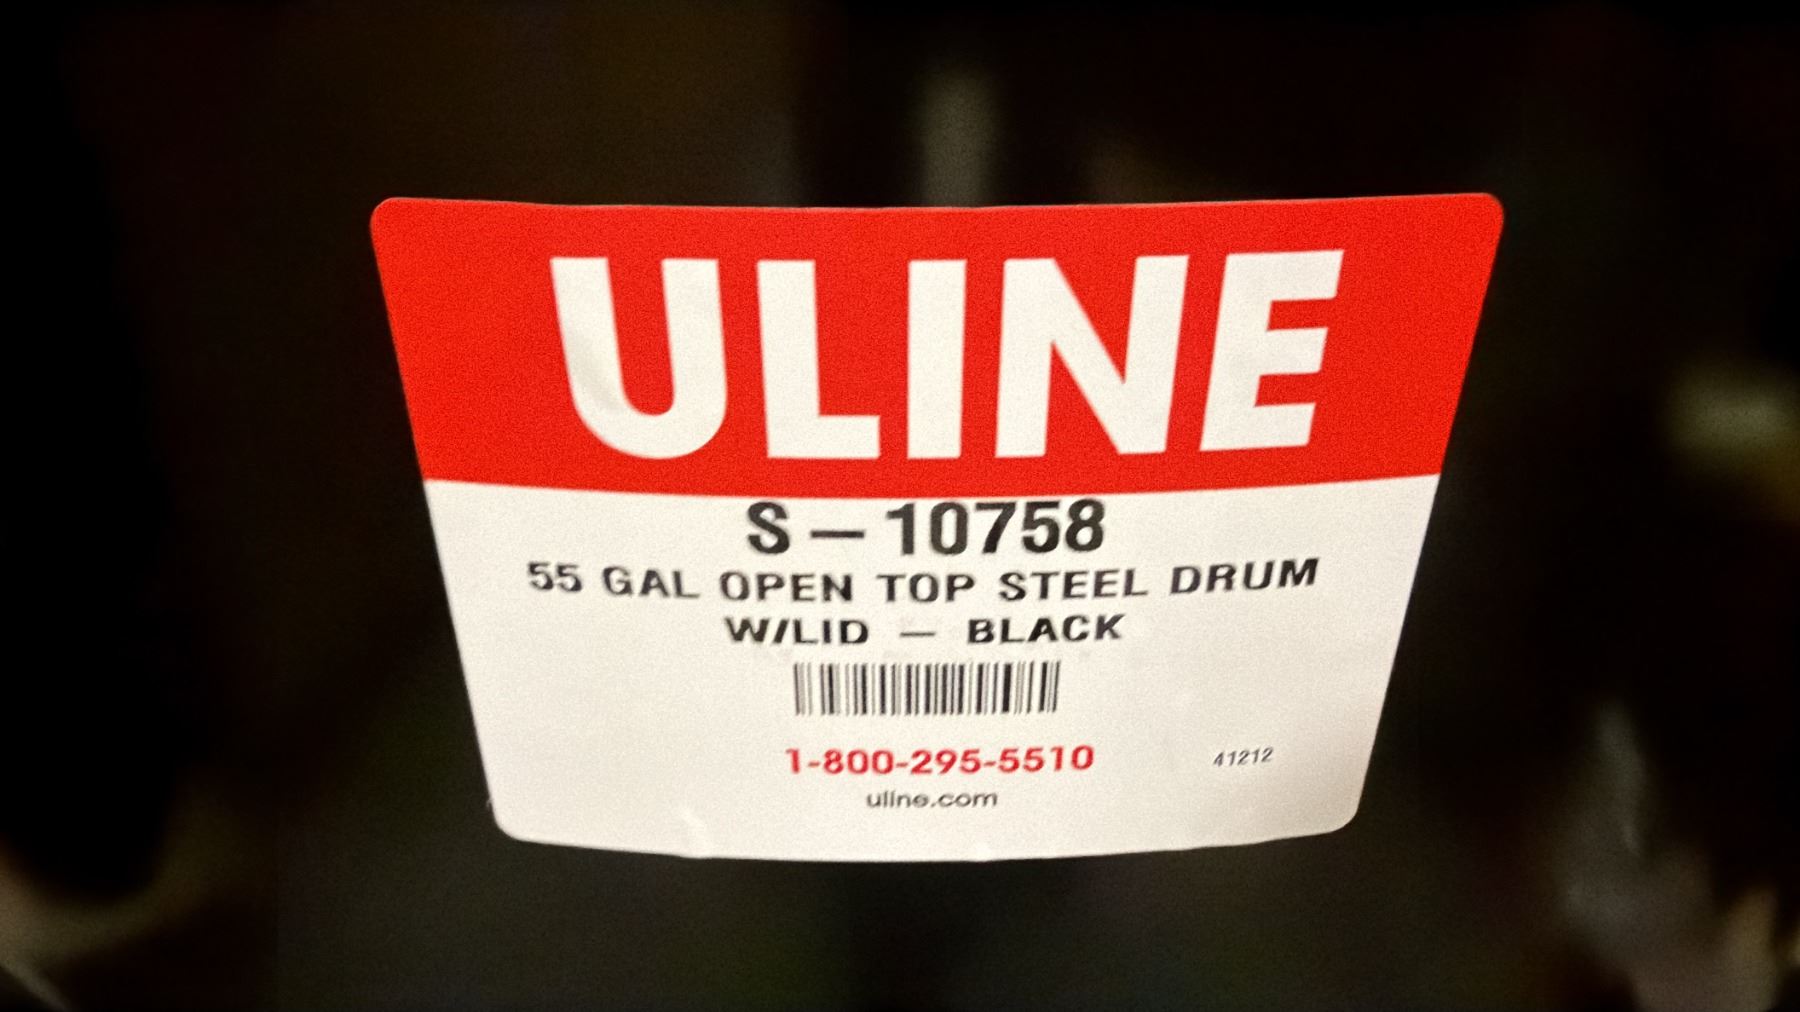 ULINE
S – 10758
55 GAL OPEN TOP STEEL DRUM
W/LID – BLACK
1-800-295-5510
41212
uline.com